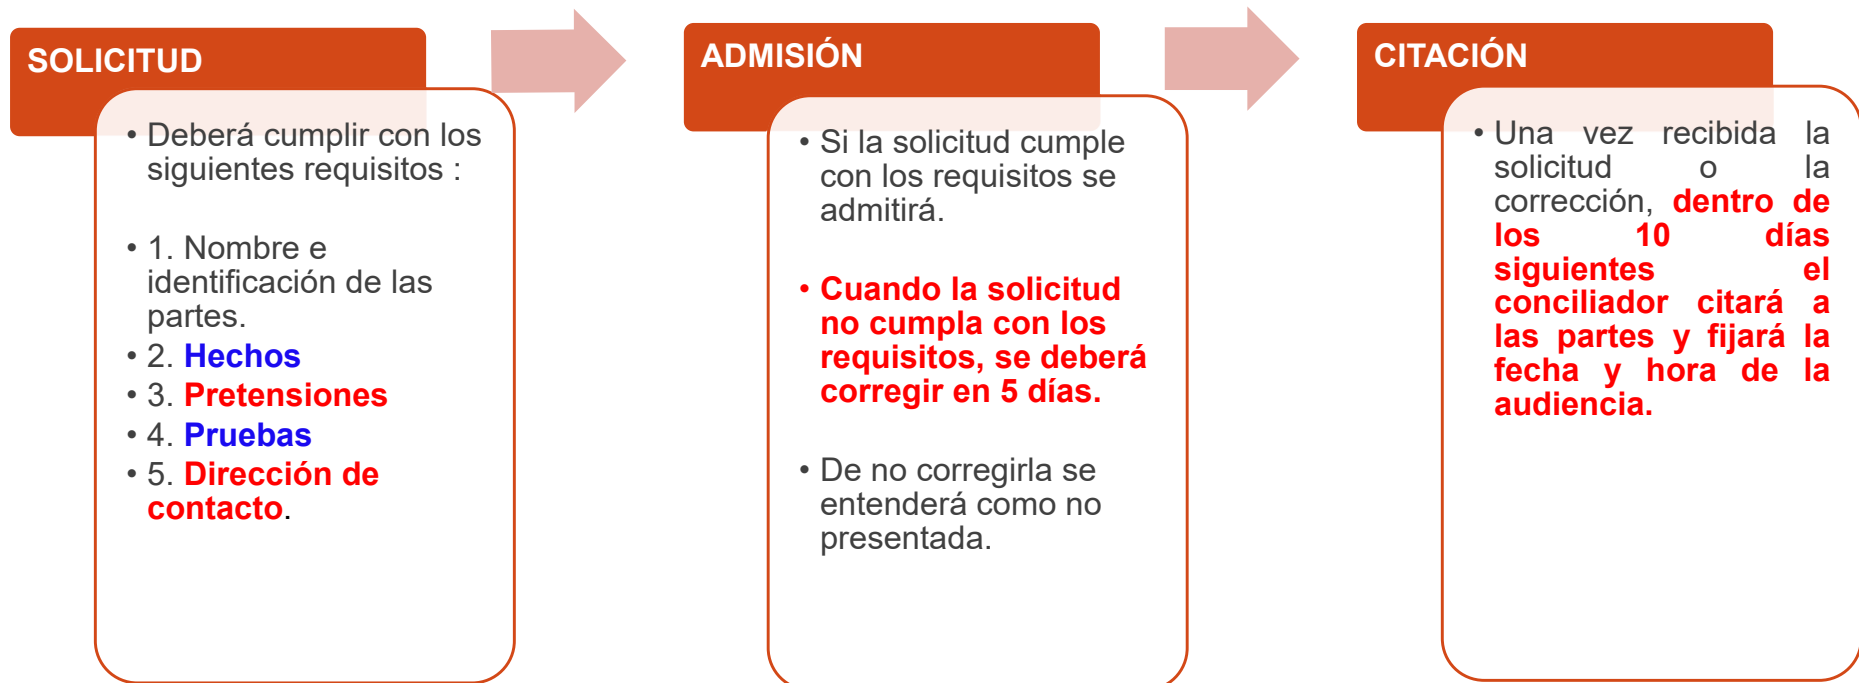 SOLICITUD
• Deberá cumplir con los
siguientes requisitos :
• 1. Nombre e
identificación de las
partes.
• 2. Hechos
• 3. Pretensiones
• 4. Pruebas
• 5. Dirección de
contacto.
ADMISIÓN
• Si la solicitud cumple
con los requisitos se
admitirá.
• Cuando la solicitud
no cumpla con los
requisitos, se deberá
corregir en 5 días.
• De no corregirla se
entenderá como no
presentada.
CITACIÓN
• Una vez recibida la
solicitud o la
corrección, dentro de
los 10 días
siguientes el
conciliador citará a
las partes y fijará la
fecha y hora de la
audiencia.